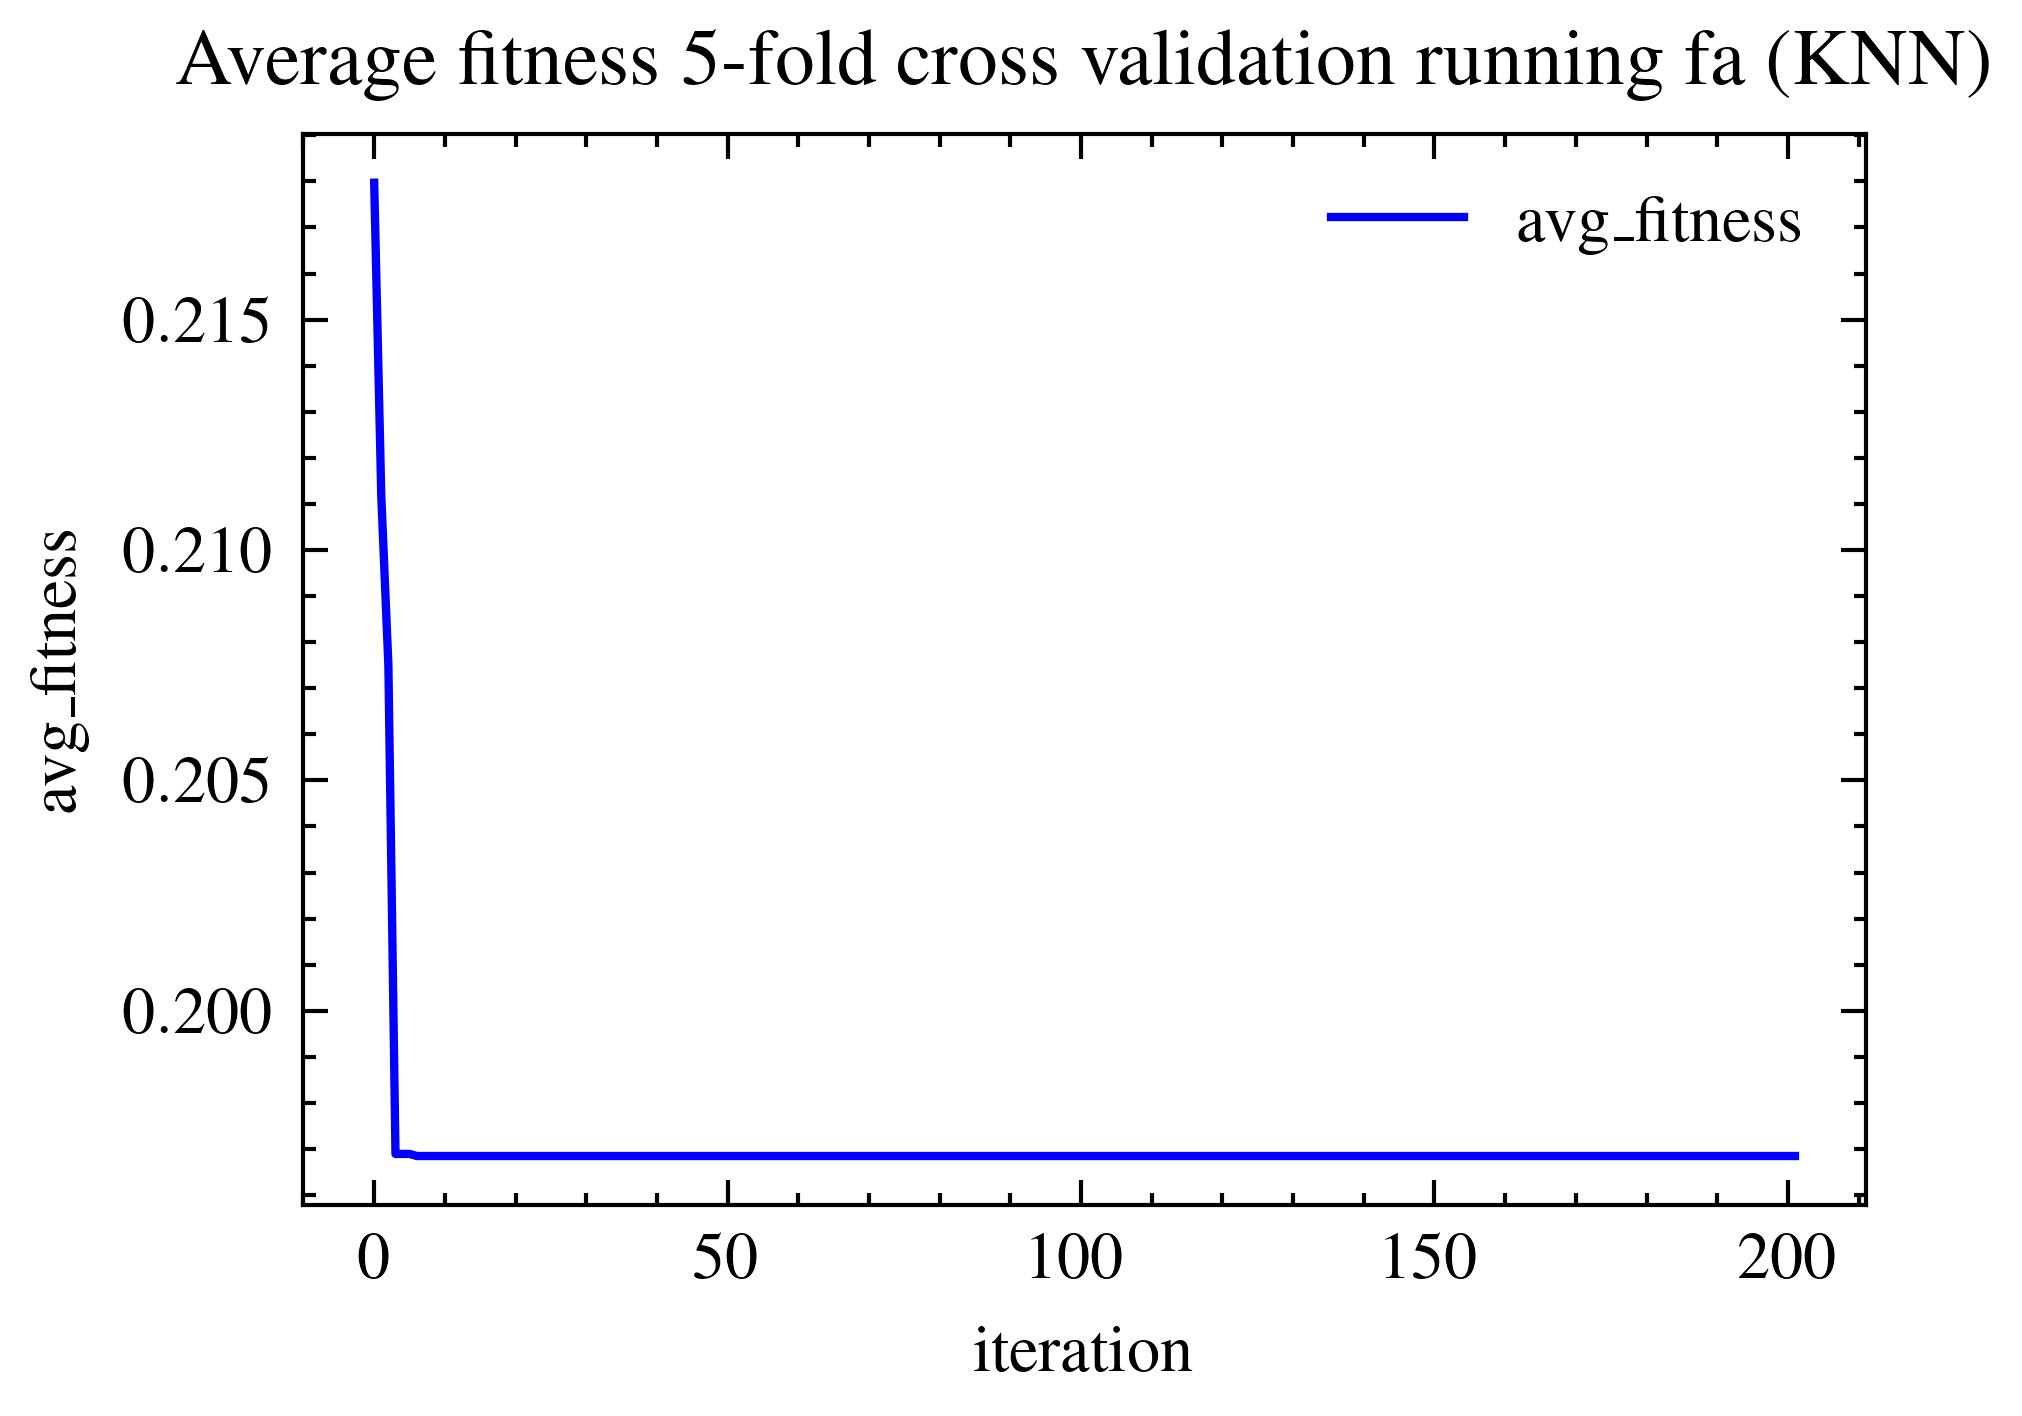 Average fitness 5-fold cross validation running fa (KNN)
avg_fitness
0.215
0.210
0.205
0.200
avg_fitness
0 50 100 150 200
iteration